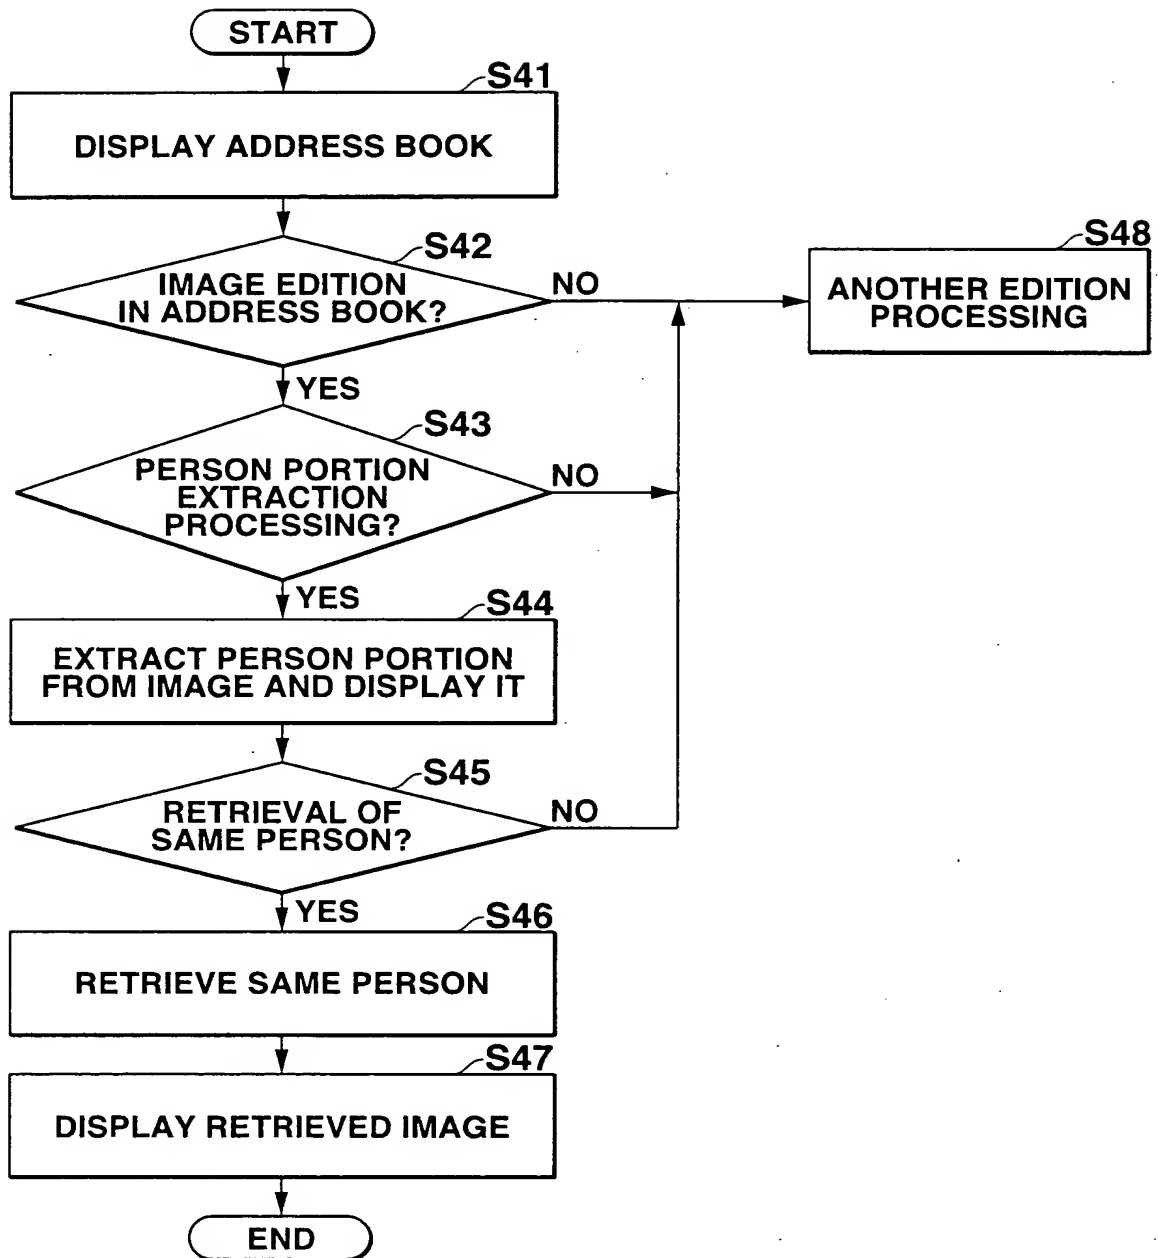 START
S41
DISPLAY ADDRESS BOOK
S42
IMAGE EDITION
IN ADDRESS BOOK?
NO
S48
ANOTHER EDITION
PROCESSING
YES
S43
PERSON PORTION
EXTRACTION
PROCESSING?
NO
YES
S44
EXTRACT PERSON PORTION
FROM IMAGE AND DISPLAY IT
S45
RETRIEVAL OF
SAME PERSON?
NO
YES
S46
RETRIEVE SAME PERSON
S47
DISPLAY RETRIEVED IMAGE
END